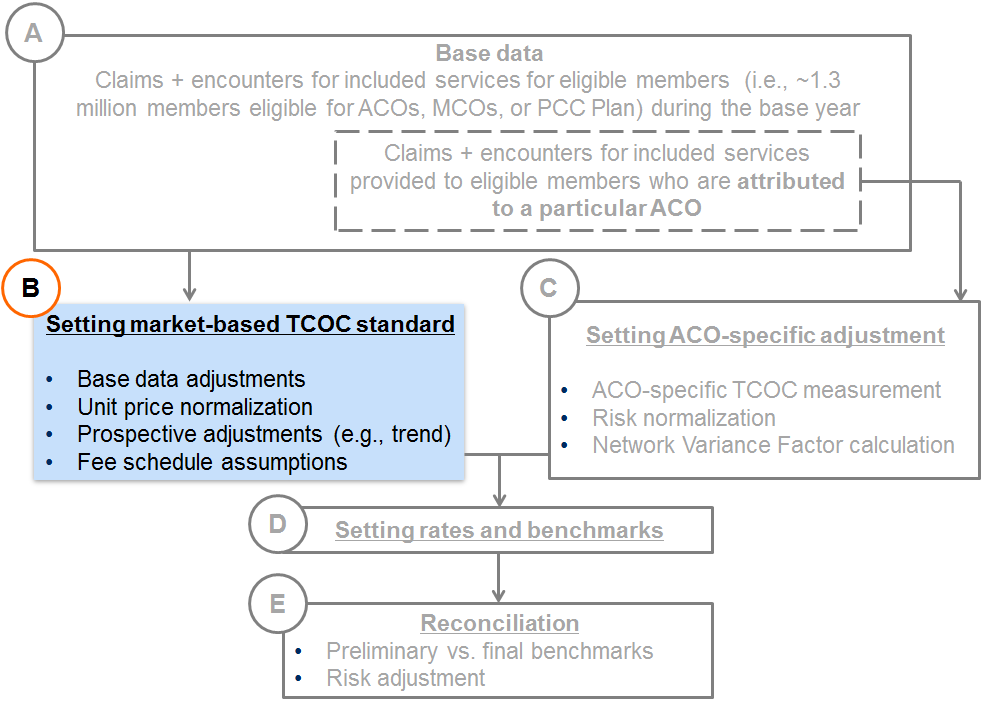 A
Base data
Claims + encounters for included services for eligible members (i.e., ~1.3
million members eligible for ACOs, MCOs, or PCC Plan) during the base year
Claims + encounters for included services
provided to eligible members who are attributed
to a particular ACO
B
Setting market-based TCOC standard
• Base data adjustments
• Unit price normalization
• Prospective adjustments (e.g., trend)
• Fee schedule assumptions
C
Setting ACO-specific adjustment
• ACO-specific TCOC measurement
• Risk normalization
• Network Variance Factor calculation
D
Setting rates and benchmarks
E
Reconciliation
• Preliminary vs. final benchmarks
• Risk adjustment